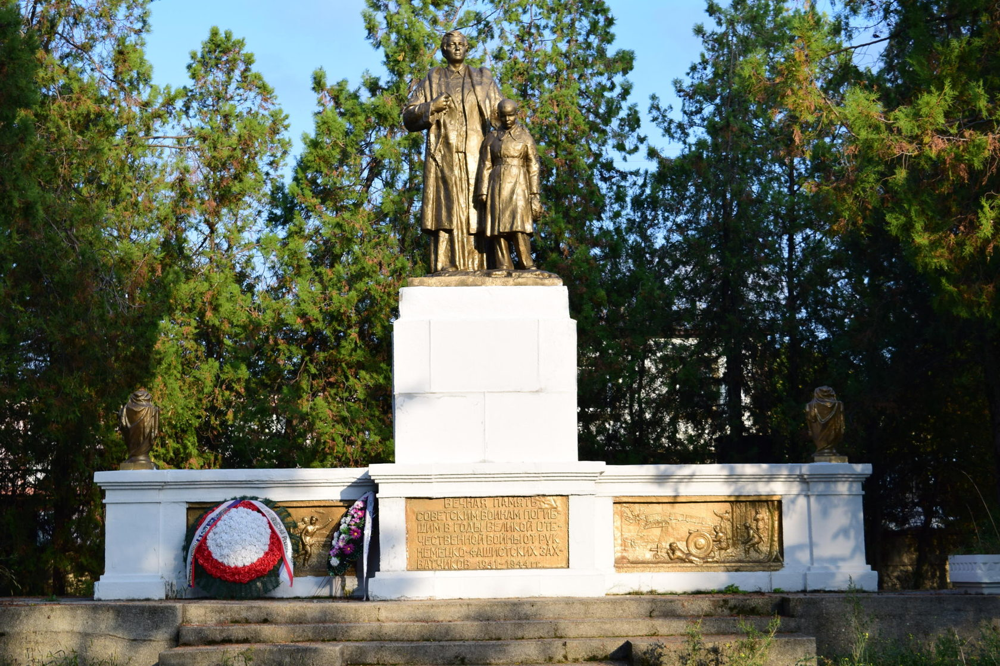 ВЕЧНАЯ ПАМЯТЬ
СОВЕТСКИМ ВОИНАМ ПОГИБ-
ШИМ В ГОДЫ ВЕЛИКОЙ ОТЕ-
ЧЕСТВЕННОЙ ВОЙНЫ ОТ РУК
НЕМЕЦКО-ФАШИСТСКИХ ЗАХ-
ВАТЧИКОВ 1941-1944 гг.